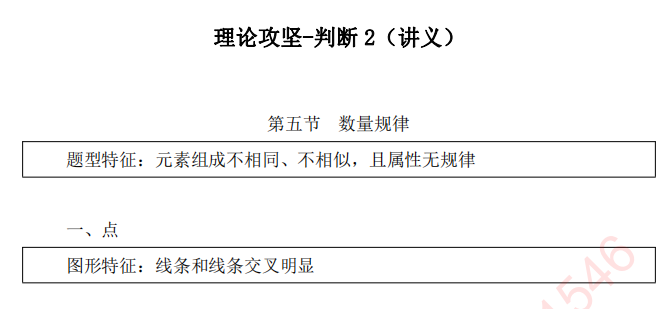 理论攻坚-判断 2（讲义）
第五节　数量规律
题型特征：元素组成不相同、不相似，且属性无规律
一、点
图形特征：线条和线条交叉明显
1546